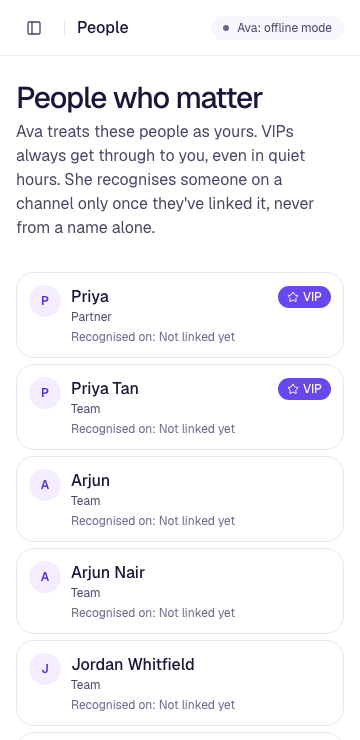 People
Ava: offline mode
People who matter
Ava treats these people as yours. VIPs
always get through to you, even in quiet
hours. She recognises someone on a
channel only once they've linked it, never
from a name alone.
P
Priya
VIP
Partner
Recognised on: Not linked yet
P
Priya Tan
VIP
Team
Recognised on: Not linked yet
A
Arjun
Team
Recognised on: Not linked yet
A
Arjun Nair
Team
Recognised on: Not linked yet
J
Jordan Whitfield
Team
Recognised on: Not linked yet